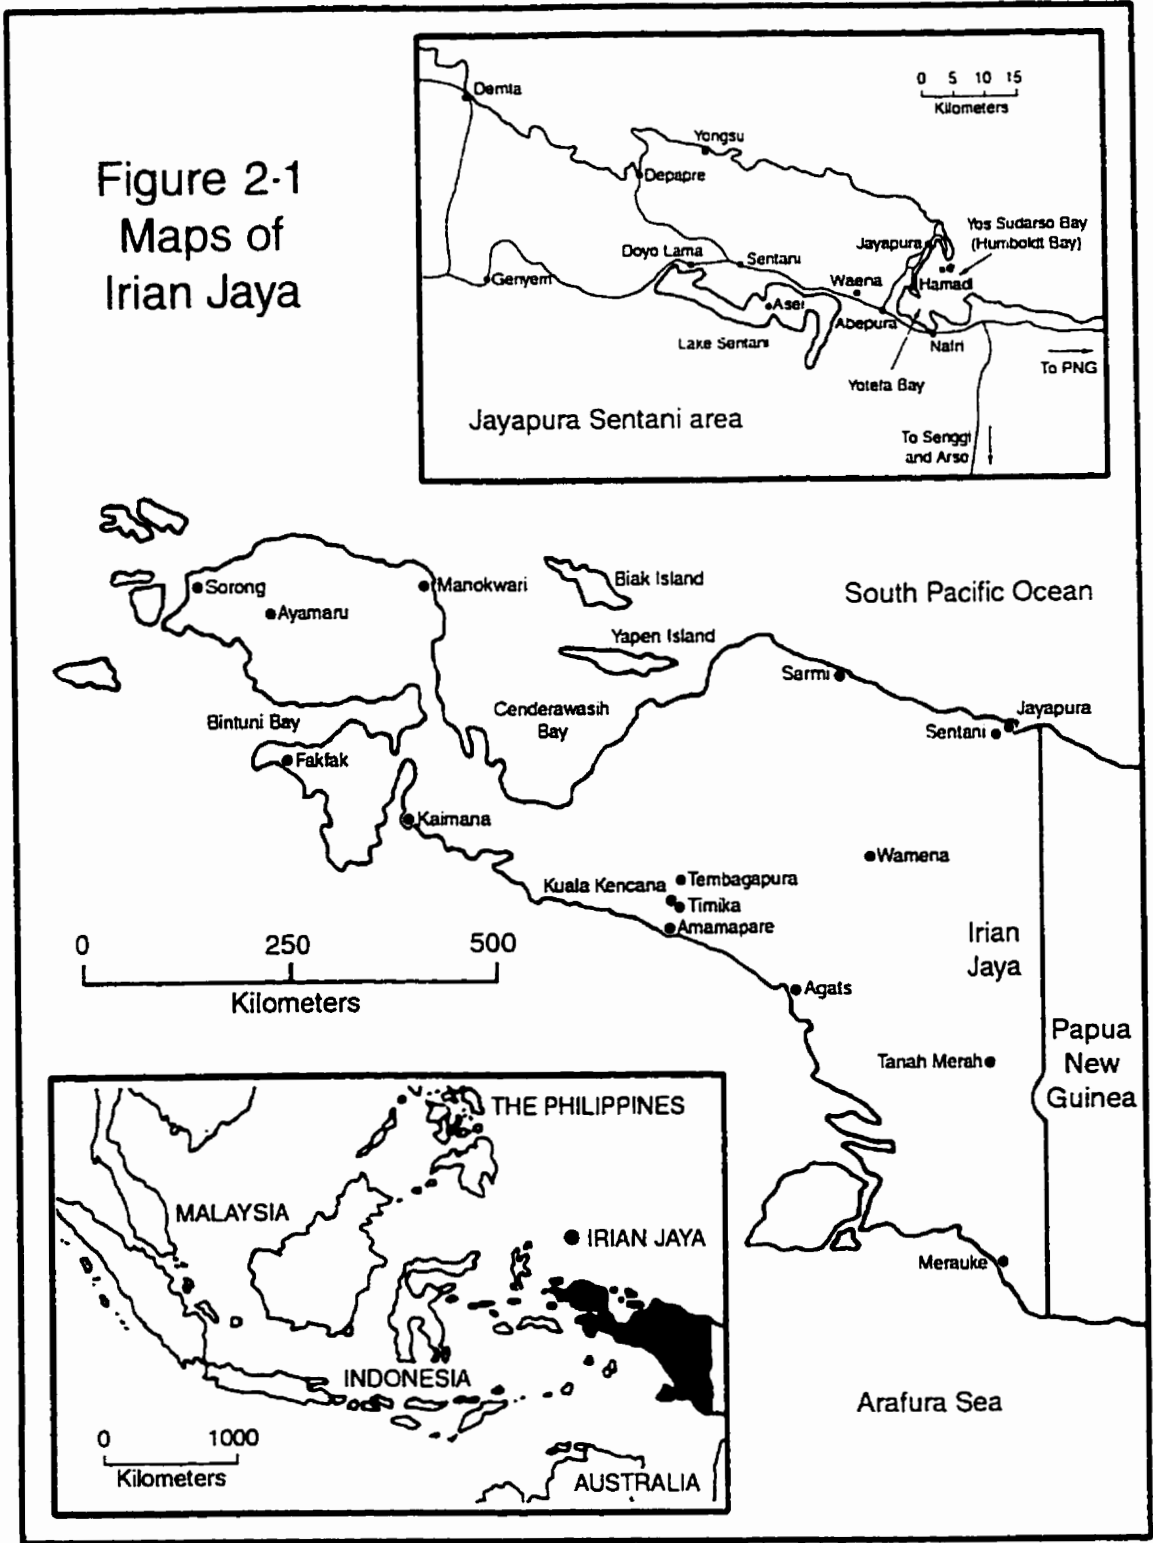 Figure 2-1
Maps of
Irian Jaya
Demta
Yongsu
Depapre
0 5 10 15
Kilometers
Yos Sudarso Bay
(Humboldt Bay)
Jayapura
Doyo Lama
Sentani
Genyem
Waena
Hamadi
Asei
Abepura
Lake Sentani
Nafri
To PNG
Yotefa Bay
Jayapura Sentani area
To Senggi
and Arso
Sorong
Manokwari
Biak Island
South Pacific Ocean
Ayamaru
Yapen Island
Sarmi
Cenderawasih
Bay
Jayapura
Bintuni Bay
Sentani
Fakfak
Kaimana
Wamena
Tembagapura
Kuala Kencana
Timika
Amamapare
Irian
Jaya
0 250 500
Kilometers
Agats
Papua
New
Guinea
Tanah Merah
THE PHILIPPINES
MALAYSIA
IRIAN JAYA
Merauke
INDONESIA
Arafura Sea
0 1000
Kilometers
AUSTRALIA